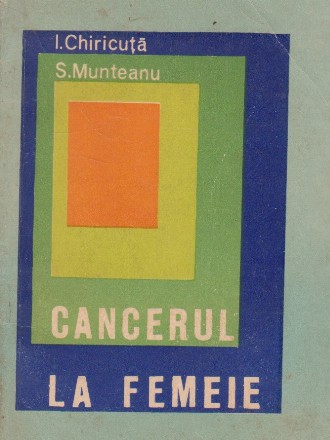 I.Chiricuță
S.Munteanu
CANCERUL
LA FEMEIE